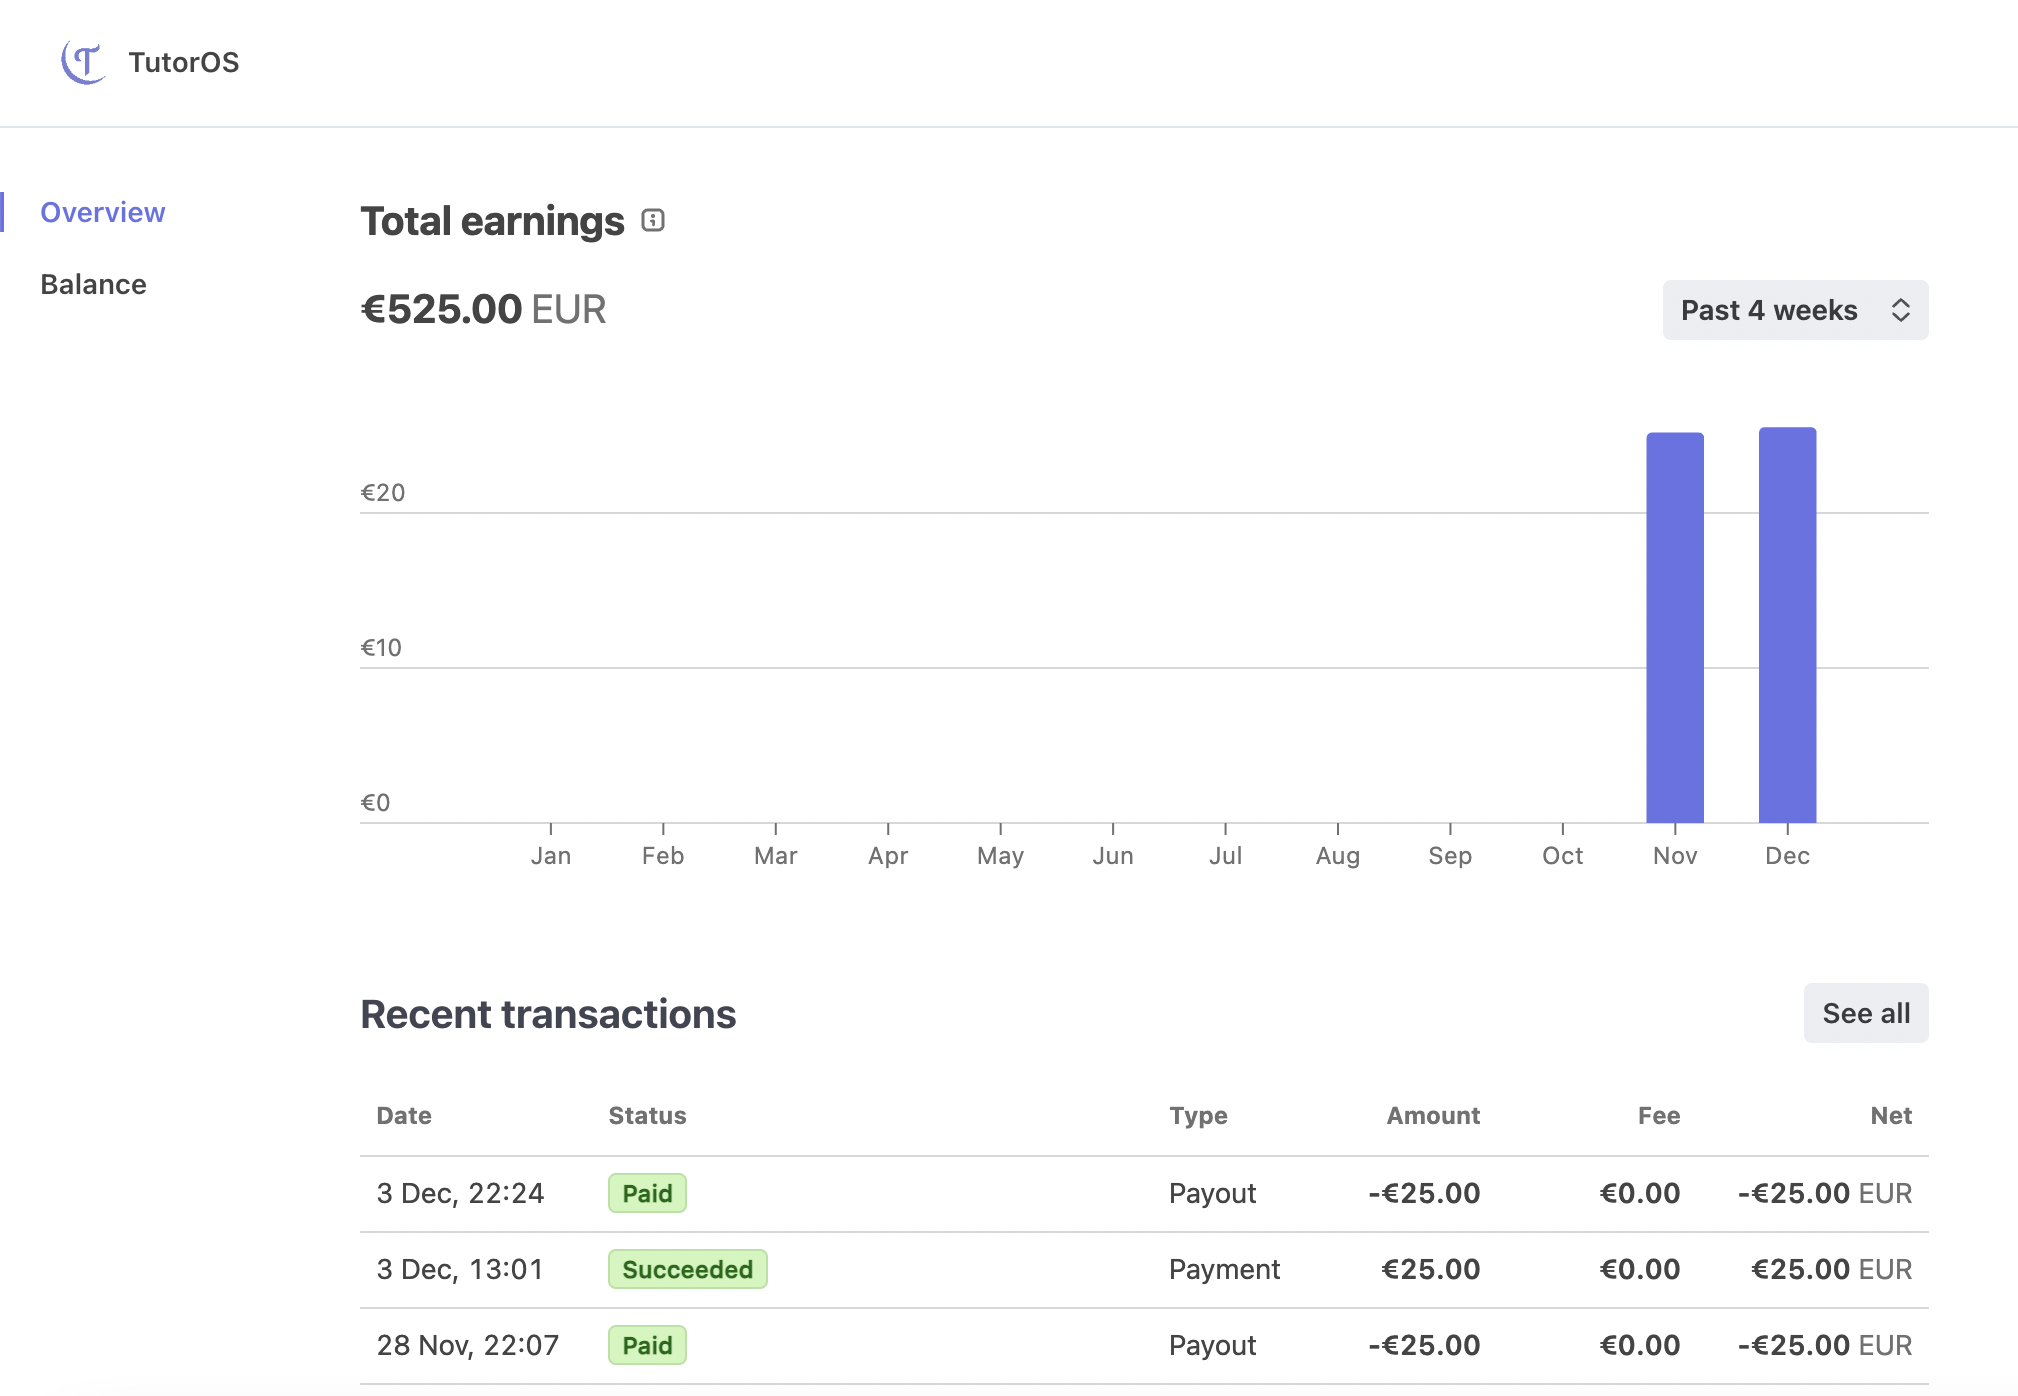 T TutorOS
Overview
Balance
Total earnings
€525.00 EUR
Past 4 weeks
€20
€10
€0
Jan Feb Mar Apr May Jun Jul Aug Sep Oct Nov Dec
Recent transactions
See all
Date Status Type Amount Fee Net
3 Dec, 22:24 Paid Payout -€25.00 €0.00 -€25.00 EUR
3 Dec, 13:01 Succeeded Payment €25.00 €0.00 €25.00 EUR
28 Nov, 22:07 Paid Payout -€25.00 €0.00 -€25.00 EUR